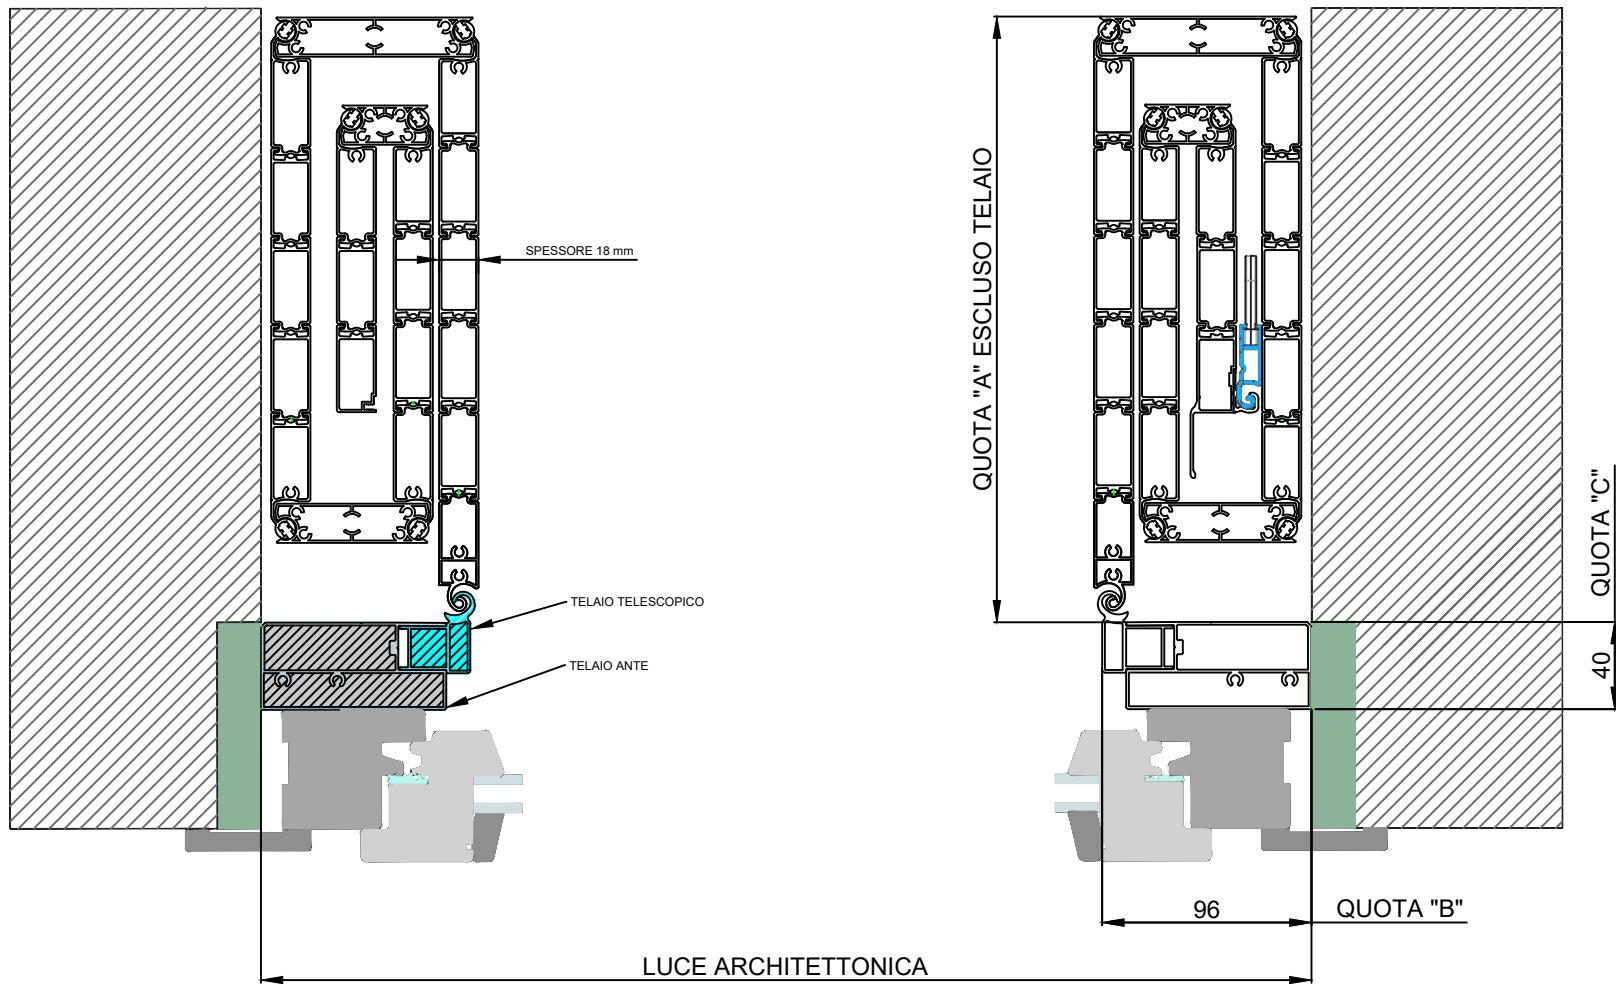 SPESSORE 18 mm
QUOTA "A" ESCLUSO TELAIO
QUOTA "C"
TELAIO TELESCOPICO
40
TELAIO ANTE
96
QUOTA "B"
LUCE ARCHITETTONICA